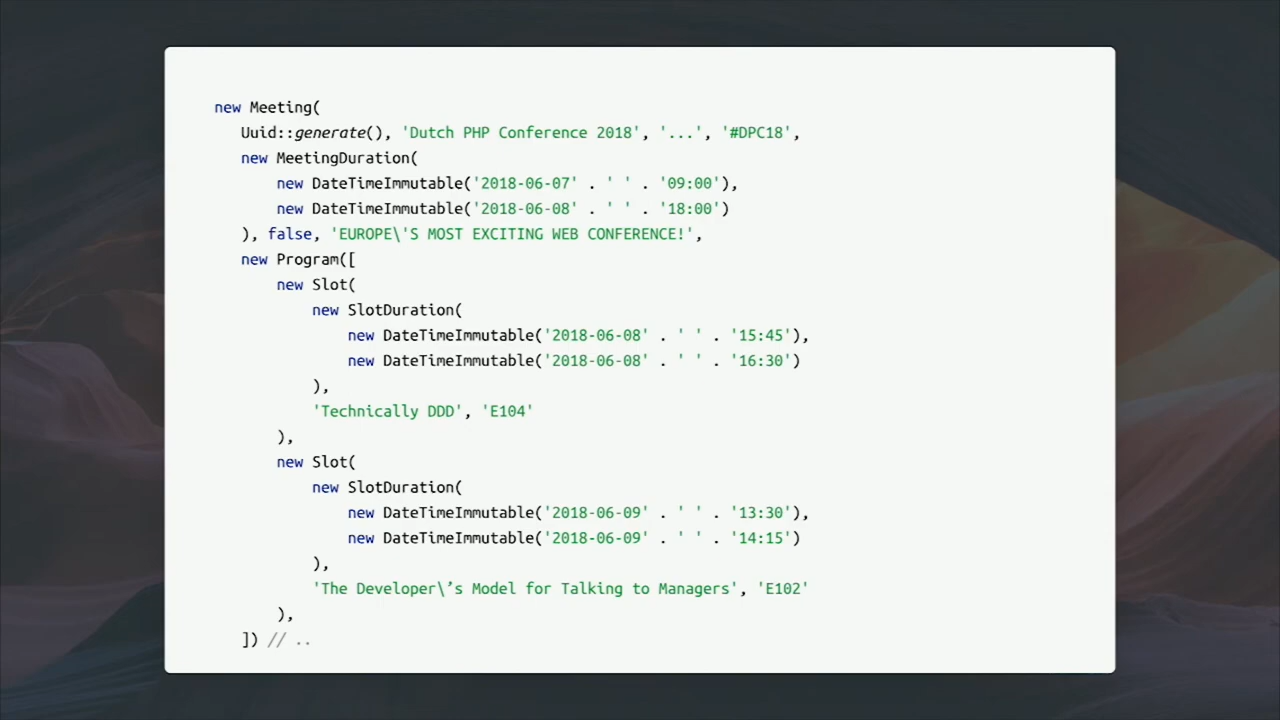 new Meeting(
Uuid::generate(), 'Dutch PHP Conference 2018', '...', '#DPC18',
new MeetingDuration(
new DateTimeImmutable('2018-06-07' . ' ' . '09:00'),
new DateTimeImmutable('2018-06-08' . ' ' . '18:00')
), false, 'EUROPE\'S MOST EXCITING WEB CONFERENCE!',
new Program([
new Slot(
new SlotDuration(
new DateTimeImmutable('2018-06-08' . ' ' . '15:45'),
new DateTimeImmutable('2018-06-08' . ' ' . '16:30')
),
'Technically DDD', 'E104'
),
new Slot(
new SlotDuration(
new DateTimeImmutable('2018-06-09' . ' ' . '13:30'),
new DateTimeImmutable('2018-06-09' . ' ' . '14:15')
),
'The Developer\’s Model for Talking to Managers', 'E102'
),
]) // ..